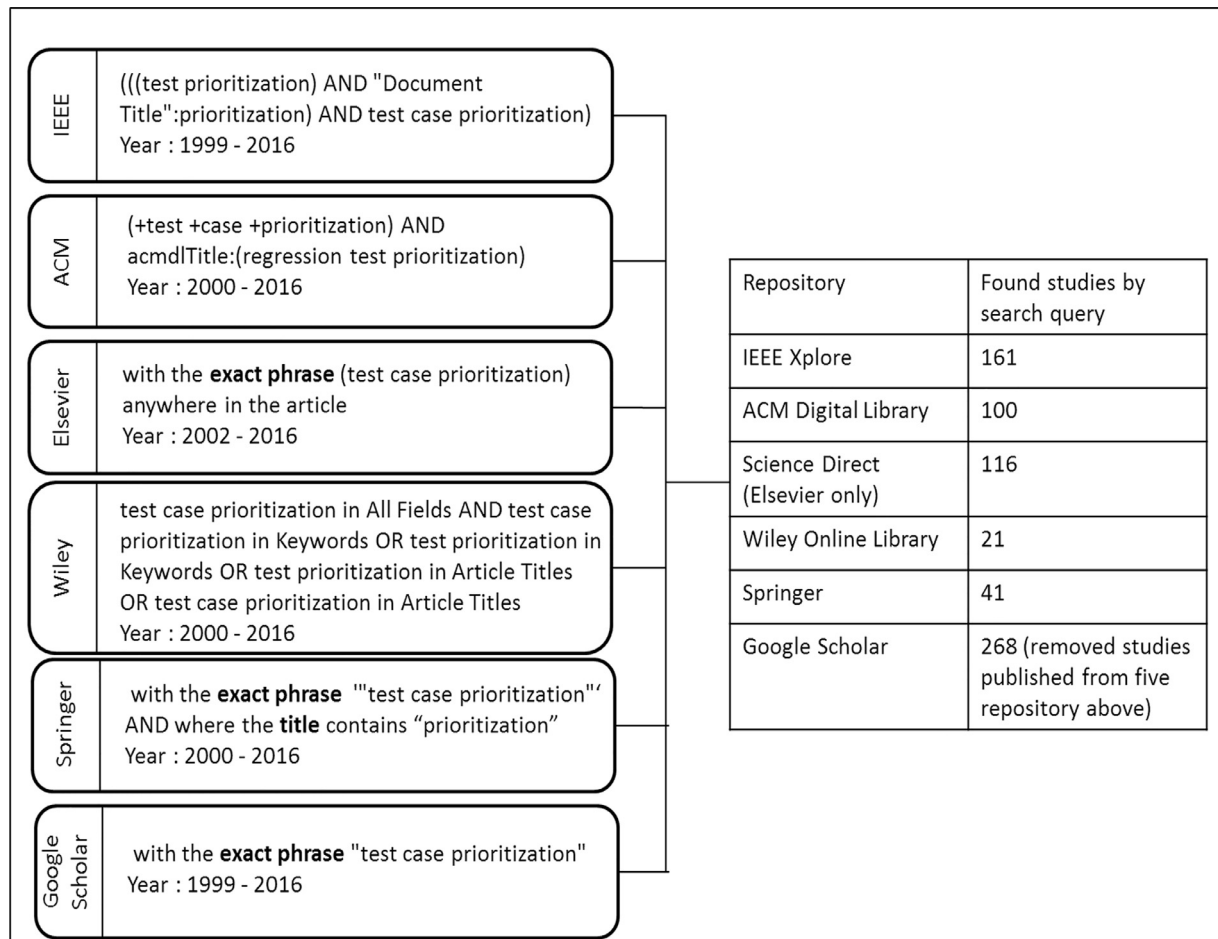 IEEE
(((test prioritization) AND "Document
Title":prioritization) AND test case prioritization)
Year : 1999 - 2016
ACM
(+test +case +prioritization) AND
acmdlTitle:(regression test prioritization)
Year : 2000 - 2016
Elsevier
with the exact phrase (test case prioritization)
anywhere in the article
Year : 2002 - 2016
Wiley
test case prioritization in All Fields AND test case
prioritization in Keywords OR test prioritization in
Keywords OR test prioritization in Article Titles
OR test case prioritization in Article Titles
Year : 2000 - 2016
Springer
with the exact phrase '"test case prioritization"‘
AND where the title contains “prioritization”
Year : 2000 - 2016
Google
Scholar
with the exact phrase "test case prioritization"
Year : 1999 - 2016
Repository
Found studies by
search query
IEEE Xplore
161
ACM Digital Library
100
Science Direct
(Elsevier only)
116
Wiley Online Library
21
Springer
41
Google Scholar
268 (removed studies
published from five
repository above)